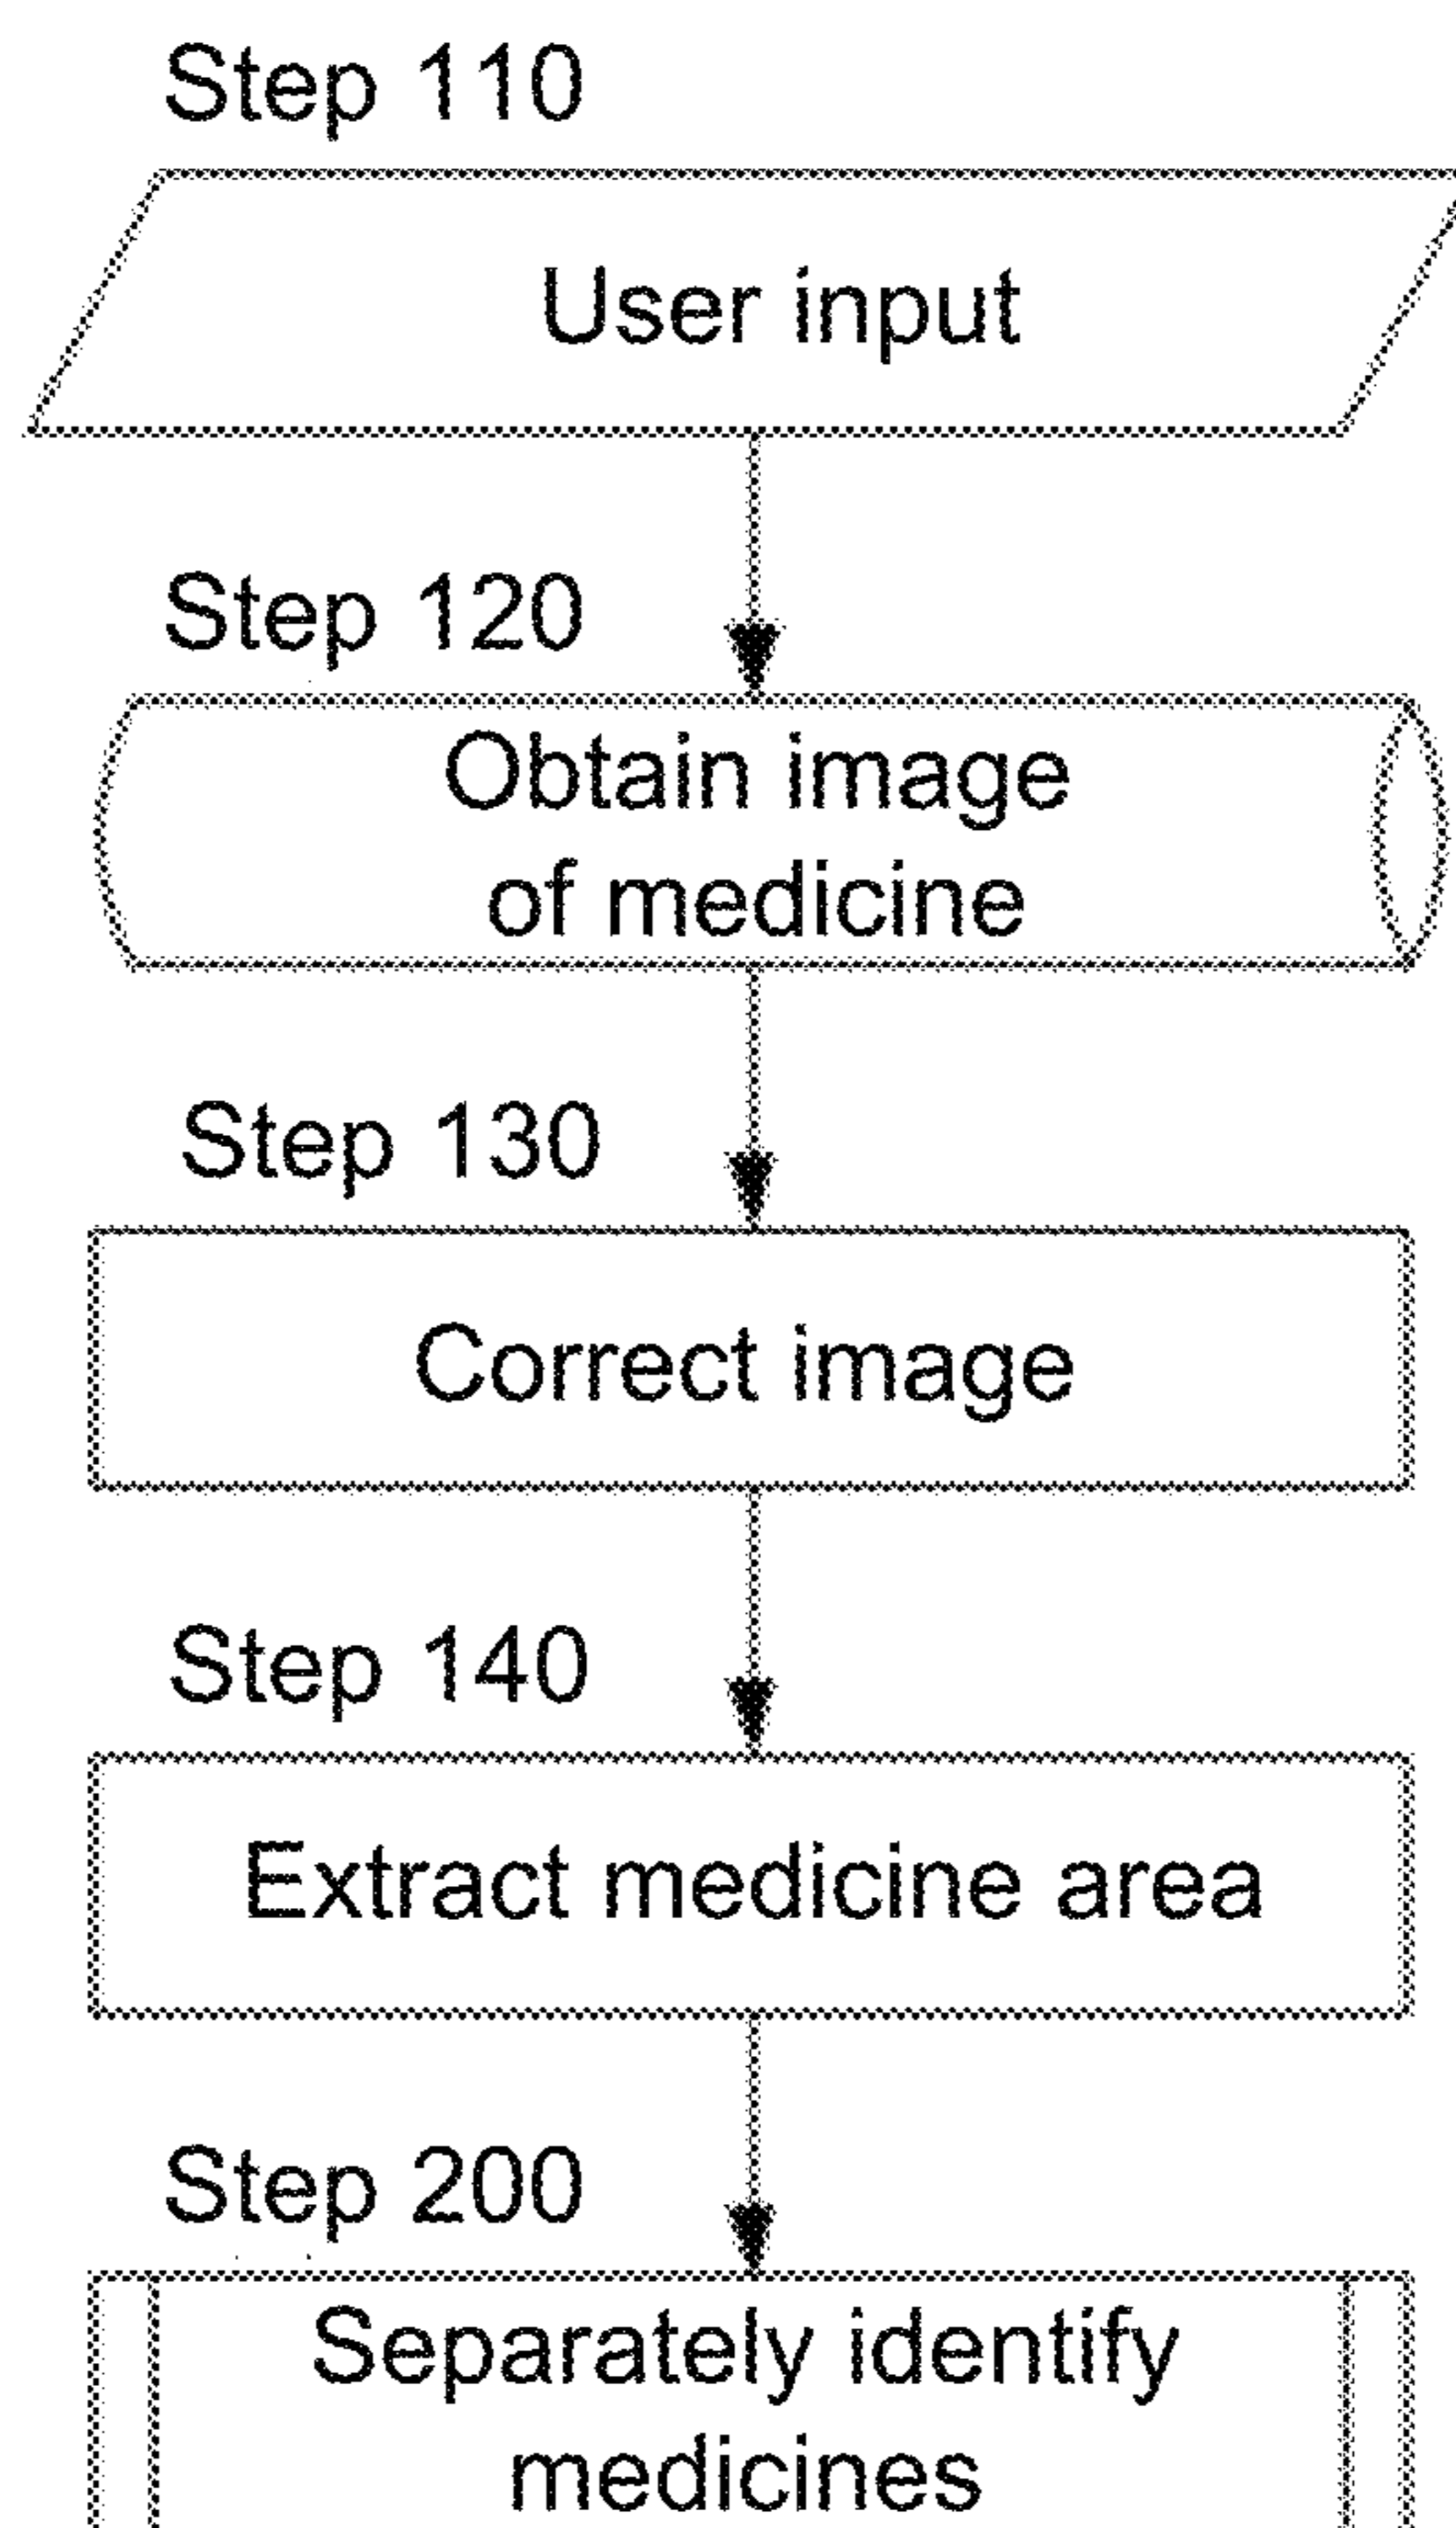 Step 110
User input
Step 120
Obtain image
of medicine
Step 130
Correct image
Step 140
Extract medicine area
Step 200
Separately identify
medicines